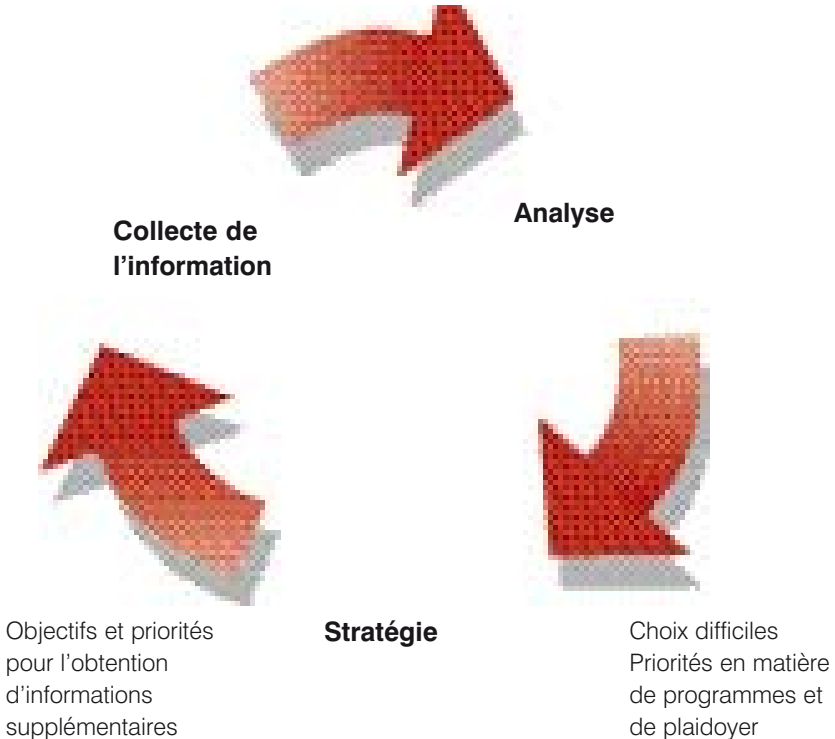 Collecte de
l’information
Analyse
Objectifs et priorités
pour l’obtention
d’informations
supplémentaires
Stratégie
Choix difficiles
Priorités en matière
de programmes et
de plaidoyer